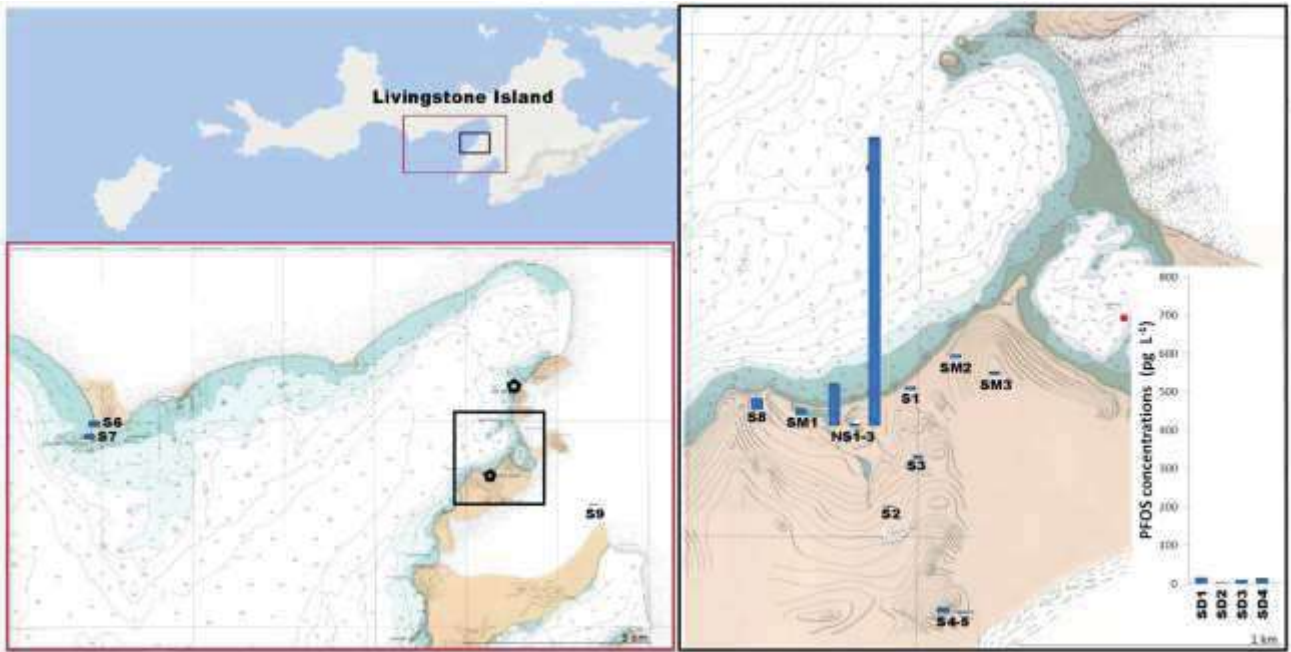 Livingstone Island
S6
S7
S9
5 km
SM2
SM3
S1
S8
SM1
NS1-3
S3
S2
S4-5
PFOS concentrations (pg L-1)
800
700
600
500
400
300
200
100
0
SD1
SD2
SD3
SD4
1 km